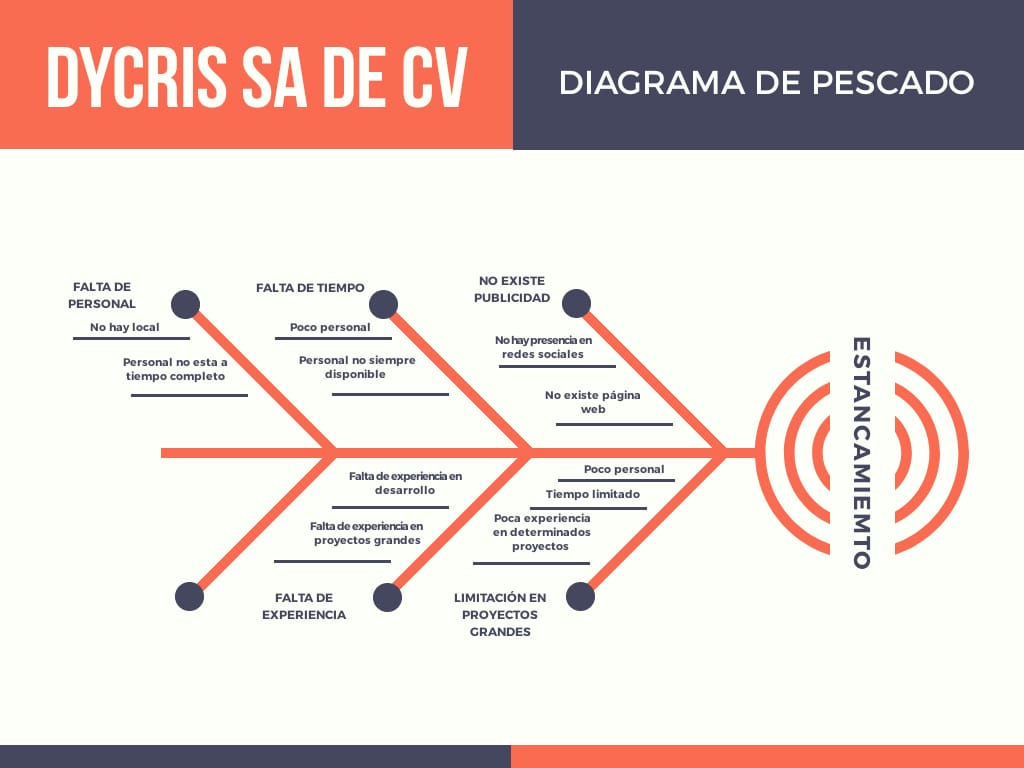 DYCRIS SA DE CV
DIAGRAMA DE PESCADO
FALTA DE
PERSONAL
No hay local
Personal no esta a
tiempo completo
FALTA DE TIEMPO
Poco personal
Personal no siempre
disponible
NO EXISTE
PUBLICIDAD
No hay presencia en
redes sociales
No existe página
web
ESTANCAMIEMTO
Falta de experiencia en
desarrollo
Falta de experiencia en
proyectos grandes
FALTA DE
EXPERIENCIA
Poco personal
Tiempo limitado
Poca experiencia
en determinados
proyectos
LIMITACIÓN EN
PROYECTOS
GRANDES